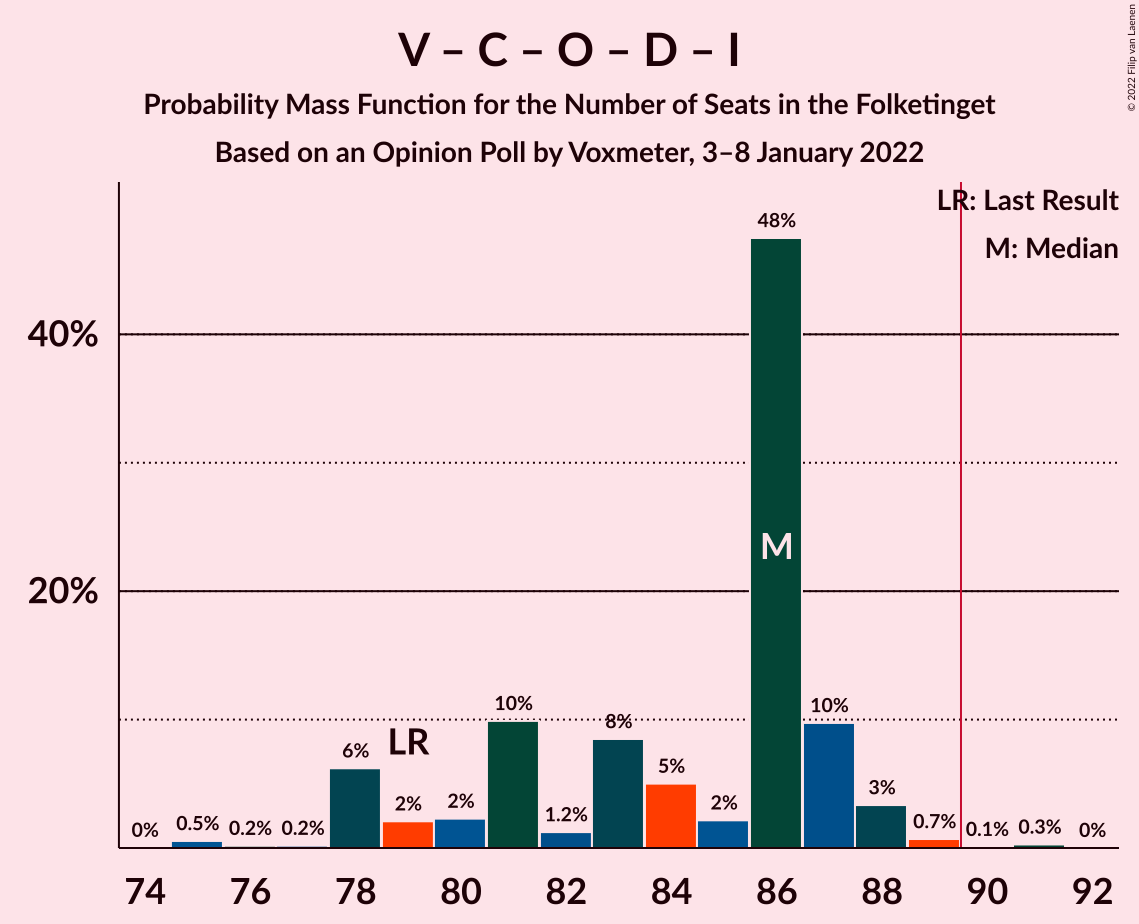 V – C – O – D – I
Probability Mass Function for the Number of Seats in the Folketinget
Based on an Opinion Poll by Voxmeter, 3–8 January 2022
© 2022 Filip van Laenen
LR: Last Result
M: Median
48%
40%
M
20%
10%
10%
8%
LR
6%
5%
3%
2%
2%
2%
1.2%
0.7%
0%
0.5%
0.2%
0.2%
0.1%
0.3%
0%
74 76 78 80 82 84 86 88 90 92